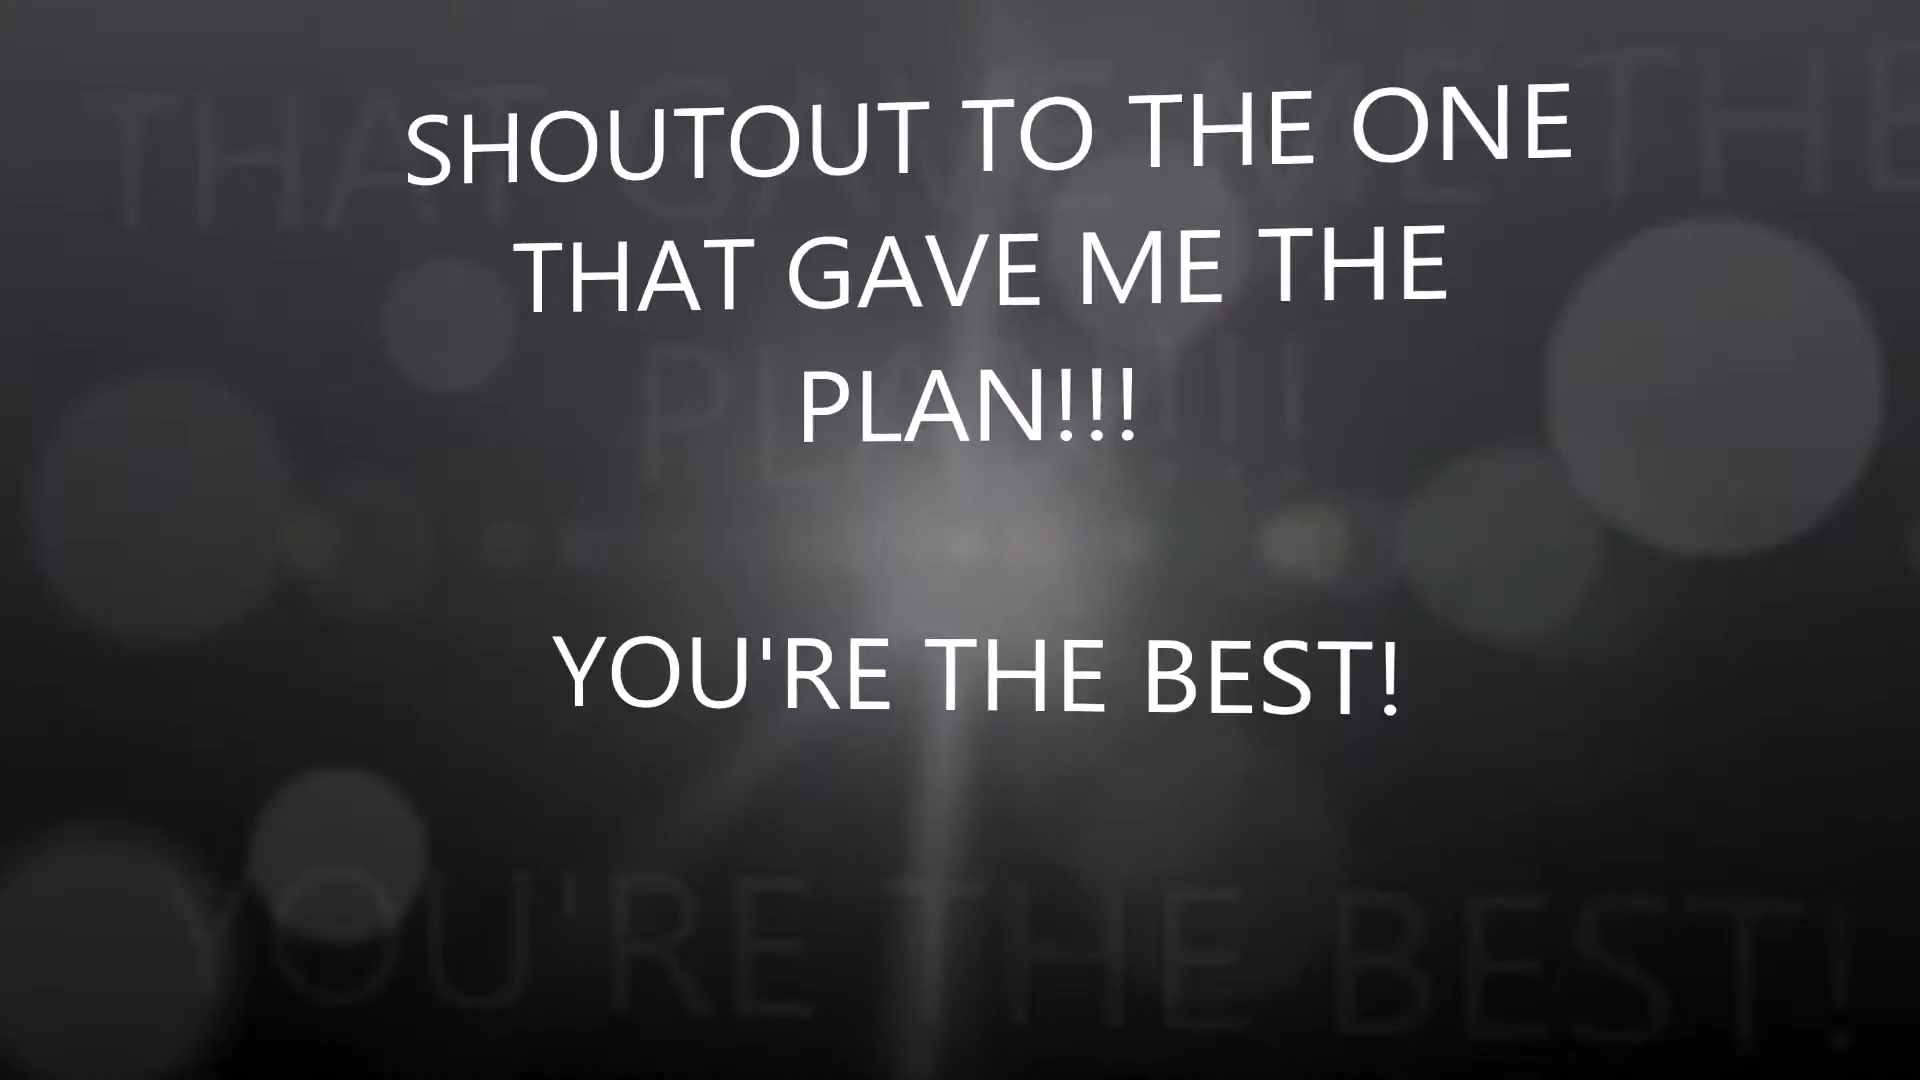 SHOUTOUT TO THE ONE
THAT GAVE ME THE
PLAN!!!
YOU'RE THE BEST!